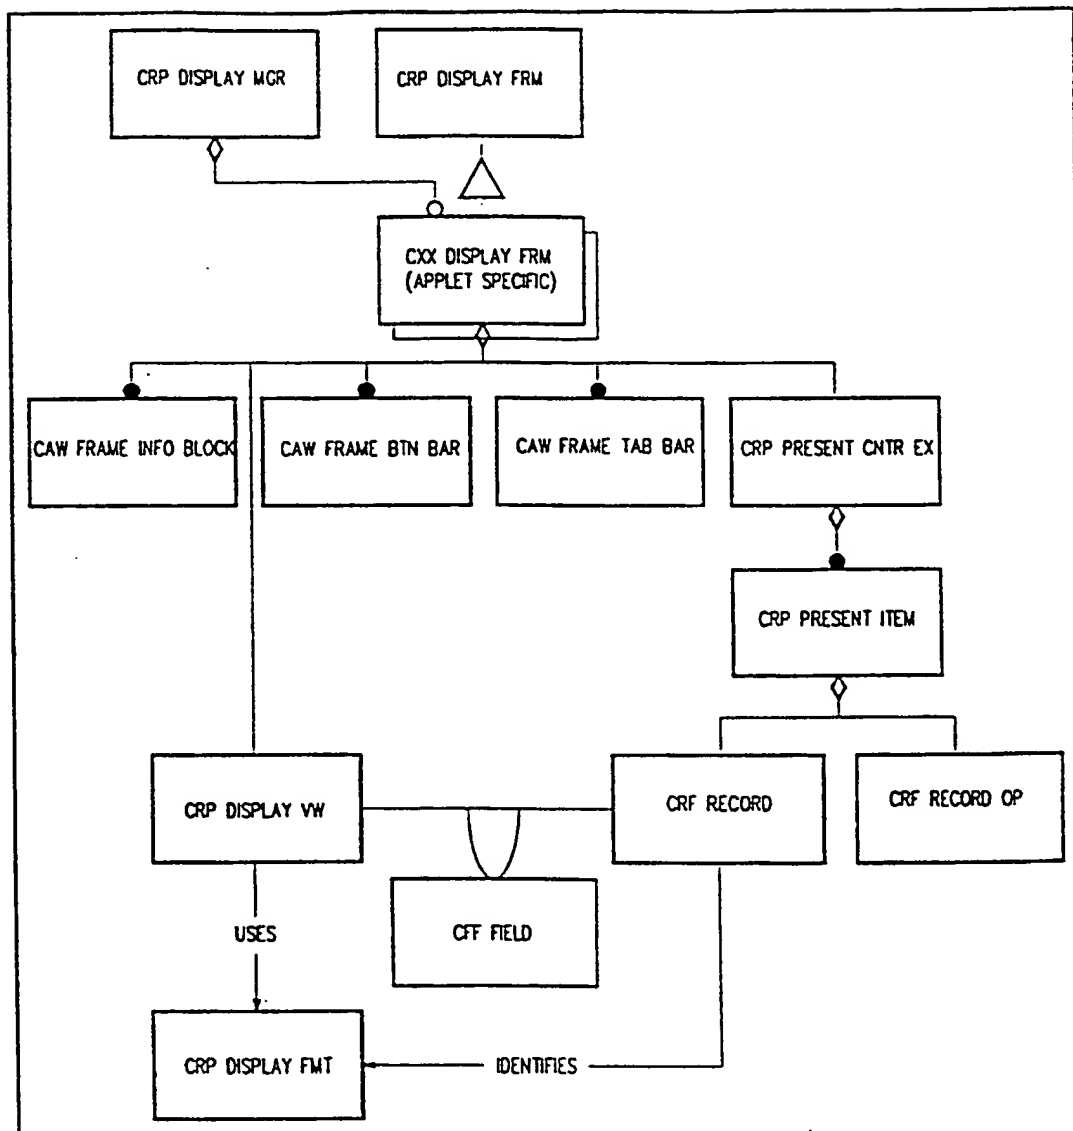 CRP DISPLAY MGR
CRP DISPLAY FRM
CXX DISPLAY FRM
(APPLET SPECIFIC)
CAW FRAME INFO BLOCK
CAW FRAME BTN BAR
CAW FRAME TAB BAR
CRP PRESENT CNTR EX
CRP PRESENT ITEM
CRP DISPLAY VW
CRF RECORD
CRF RECORD OP
CFF FIELD
USES
CRP DISPLAY FMT
IDENTIFIES